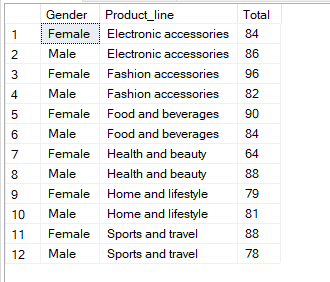 Gender Product_line Total
1 Female Electronic accessories 84
2 Male Electronic accessories 86
3 Female Fashion accessories 96
4 Male Fashion accessories 82
5 Female Food and beverages 90
6 Male Food and beverages 84
7 Female Health and beauty 64
8 Male Health and beauty 88
9 Female Home and lifestyle 79
10 Male Home and lifestyle 81
11 Female Sports and travel 88
12 Male Sports and travel 78